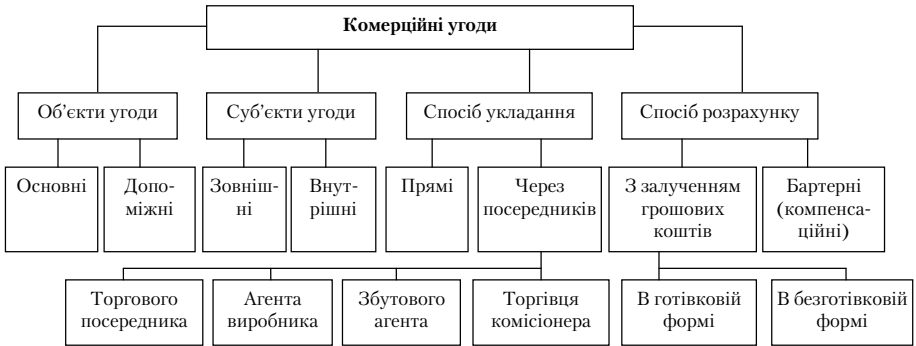 Комерційні угоди
Об’єкти угоди
Суб’єкти угоди
Спосіб укладання
Спосіб розрахунку
Основні
Допо-
міжні
Зовніш-
ні
Внут-
рішні
Прямі
Через
посередників
З залученням
грошових
коштів
Бартерні
(компенса-
ційні)
Торгового
посередника
Агента
виробника
Збутового
агента
Торгівця
комісіонера
В готівковій
формі
В безготівковій
формі